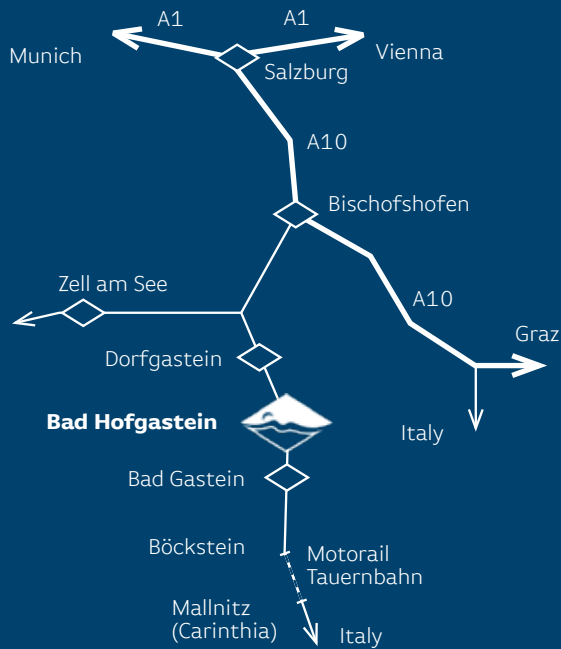 A1
A1
Munich
Vienna
Salzburg
A10
Bischofshofen
Zell am See
A10
Graz
Dorfgastein
Bad Hofgastein
Italy
Bad Gastein
Böckstein
Motorail
Tauernbahn
Mallnitz
(Carinthia)
Italy